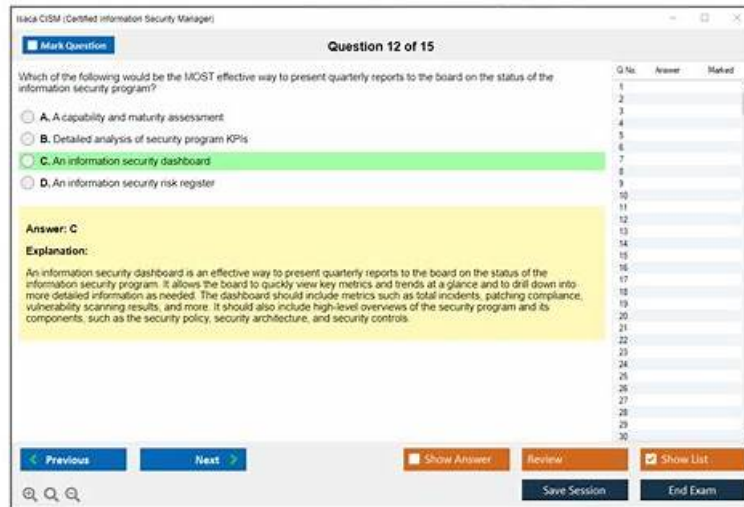 Isaca CISM (Certified Information Security Manager)
Mark Question
Question 12 of 15
Which of the following would be the MOST effective way to present quarterly reports to the board on the status of the
information security program?
A. A capability and maturity assessment
B. Detailed analysis of security program KPIs
C. An information security dashboard
D. An information security risk register
Answer: C
Explanation:
An information security dashboard is an effective way to present quarterly reports to the board on the status of the
information security program. It allows the board to quickly view key metrics and trends at a glance and to drill down into
more detailed information as needed. The dashboard should include metrics such as total incidents, patching compliance,
vulnerability scanning results, and more. It should also include high-level overviews of the security program and its
components, such as the security policy, security architecture, and security controls.
Q No. Answer Marked
1
2
3
4
5
6
7
8
9
10
11
12
13
14
15
16
17
18
19
20
21
22
23
24
25
26
27
28
29
30
Previous
Next
Show Answer
Review
Show List
Save Session
End Exam